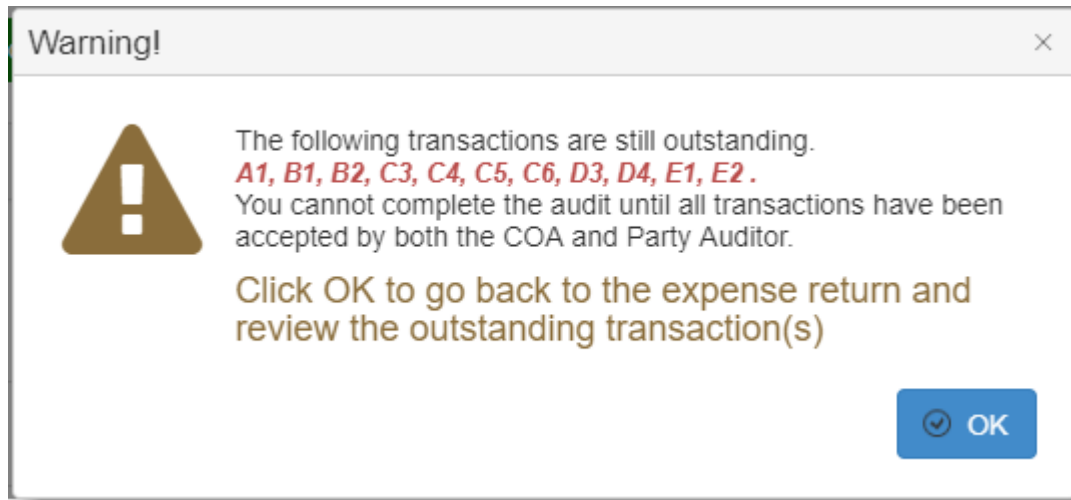 Warning!
The following transactions are still outstanding.
A1, B1, B2, C3, C4, C5, C6, D3, D4, E1, E2 .
You cannot complete the audit until all transactions have been
accepted by both the COA and Party Auditor.
Click OK to go back to the expense return and
review the outstanding transaction(s)
OK